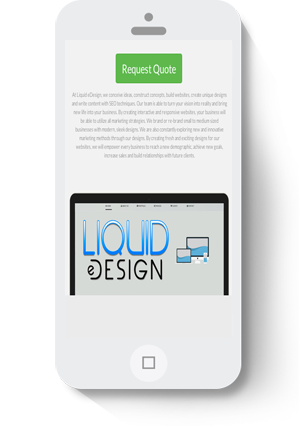 Request Quote
At Liquid eDesign, we conceive ideas, construct concepts, build websites, create unique designs
and write content with SEO techniques. Our team is able to turn your vision into reality and bring
new life into your business. By creating interactive and responsive websites, your business will
be able to utilize all marketing strategies. We brand or re-brand small to medium sized
businesses with modern, sleek designs. We are also constantly exploring new and innovative
marketing methods through our designs. By creating fresh and exciting designs for our
websites, we will empower every business to reach a new demographic, achieve new goals,
increase sales and build relationships with future clients.
LIQUID
eDESIGN